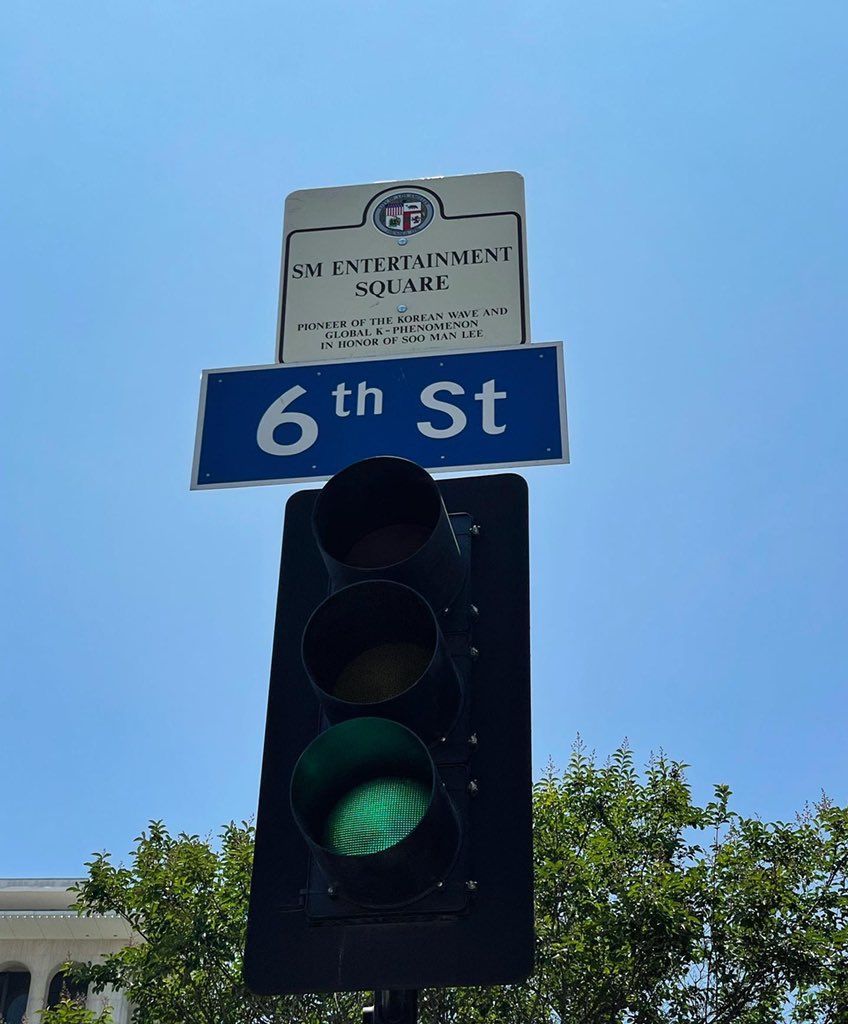 SM ENTERTAINMENT
SQUARE
PIONEER OF THE KOREAN WAVE AND
GLOBAL K-PHENOMENON
IN HONOR OF SOO MAN LEE
6th St